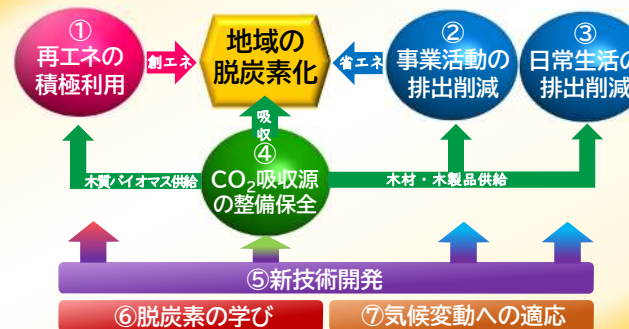 ①
再エネの
積極利用
創エネ
地域の
脱炭素化
省エネ
②
事業活動の
排出削減
③
日常生活の
排出削減
吸収
④
CO₂吸収源
の整備保全
木質バイオマス供給
木材・木製品供給
⑤新技術開発
⑥脱炭素の学び
⑦気候変動への適応